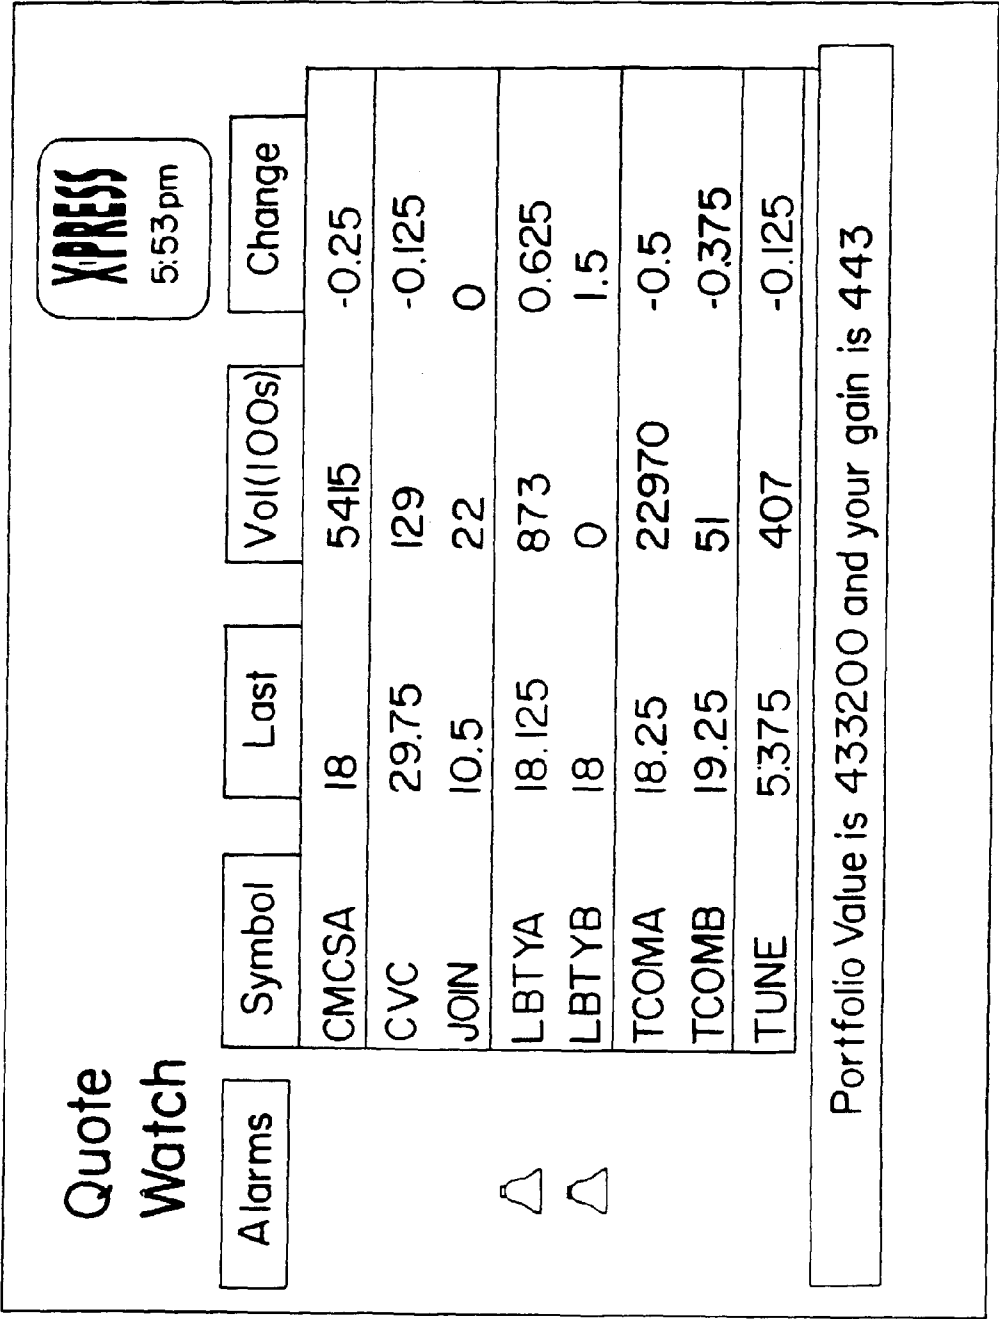 Quote
Watch
X·PRESS
5:53pm
Alarms Symbol Last Vol(100s) Change
CMCSA 18 5415 -0.25
CVC 29.75 129 -0.125
JOIN 10.5 22 0
LBTYA 18.125 873 0.625
LBTYB 18 0 1.5
TCOMA 18.25 22970 -0.5
TCOMB 19.25 51 -0.375
TUNE 5.375 407 -0.125
Portfolio Value is 433200 and your gain is 443